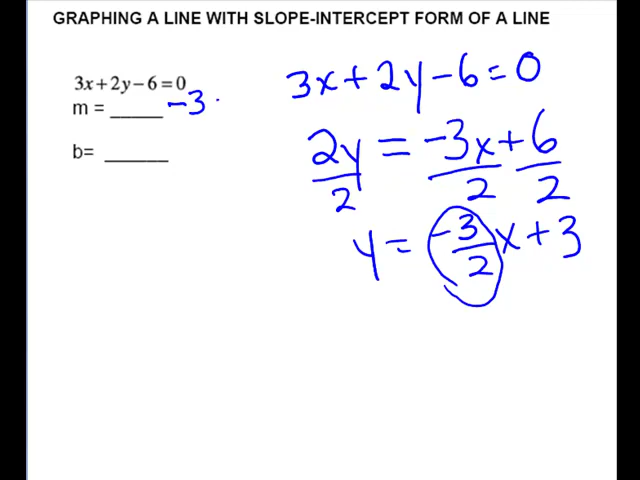 GRAPHING A LINE WITH SLOPE-INTERCEPT FORM OF A LINE
3x+2y−6=0
m = _____ −3
b= ______
3x+2y−6=0
2y/2 = −3x/2 + 6/2
y = −3/2 x + 3